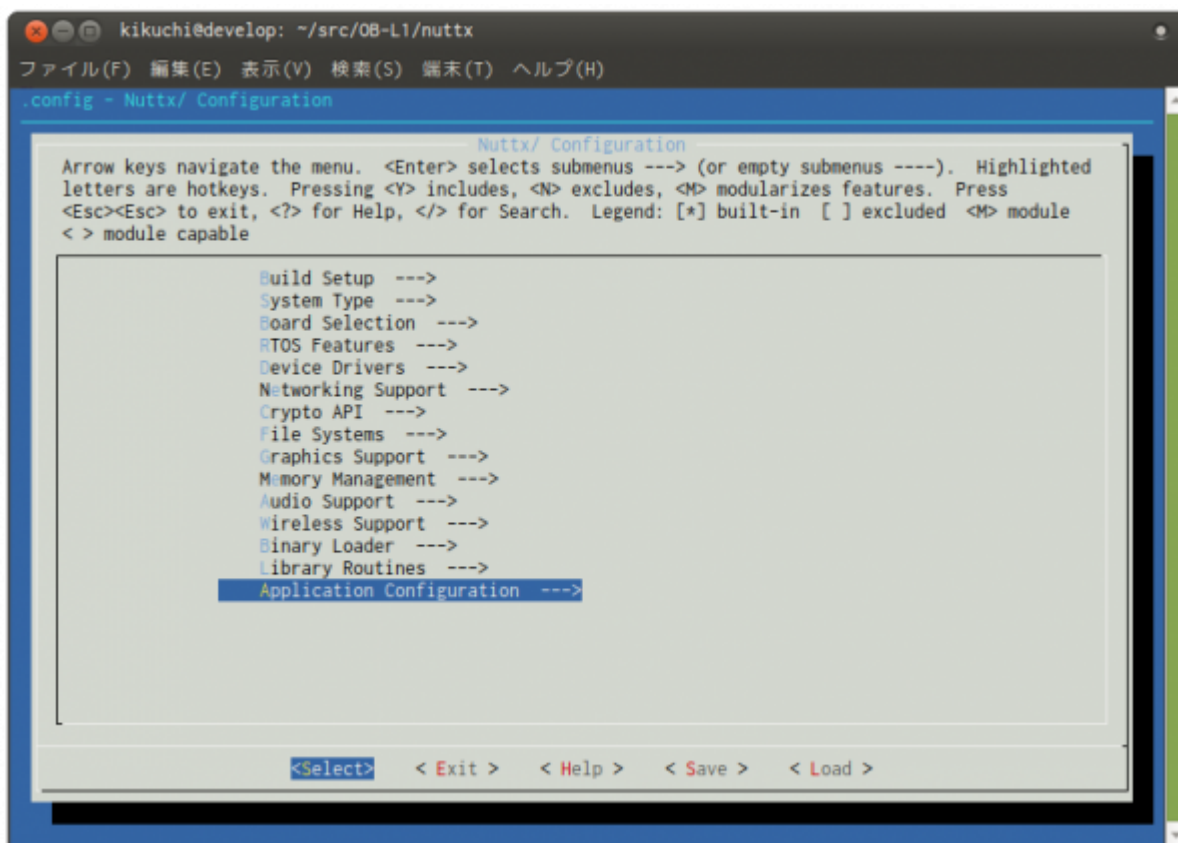 kikuchi@develop: ~/src/OB-L1/nuttx
ファイル(F) 編集(E) 表示(V) 検索(S) 端末(T) ヘルプ(H)
.config - Nuttx/ Configuration
Nuttx/ Configuration
Arrow keys navigate the menu.  <Enter> selects submenus ---> (or empty submenus ----).  Highlighted
letters are hotkeys.  Pressing <Y> includes, <N> excludes, <M> modularizes features.  Press
<Esc><Esc> to exit, <?> for Help, </> for Search.  Legend: [*] built-in  [ ] excluded  <M> module
< > module capable
Build Setup  --->
System Type  --->
Board Selection  --->
RTOS Features  --->
Device Drivers  --->
Networking Support  --->
Crypto API  --->
File Systems  --->
Graphics Support  --->
Memory Management  --->
Audio Support  --->
Wireless Support  --->
Binary Loader  --->
Library Routines  --->
Application Configuration  --->
<Select>    < Exit >    < Help >    < Save >    < Load >